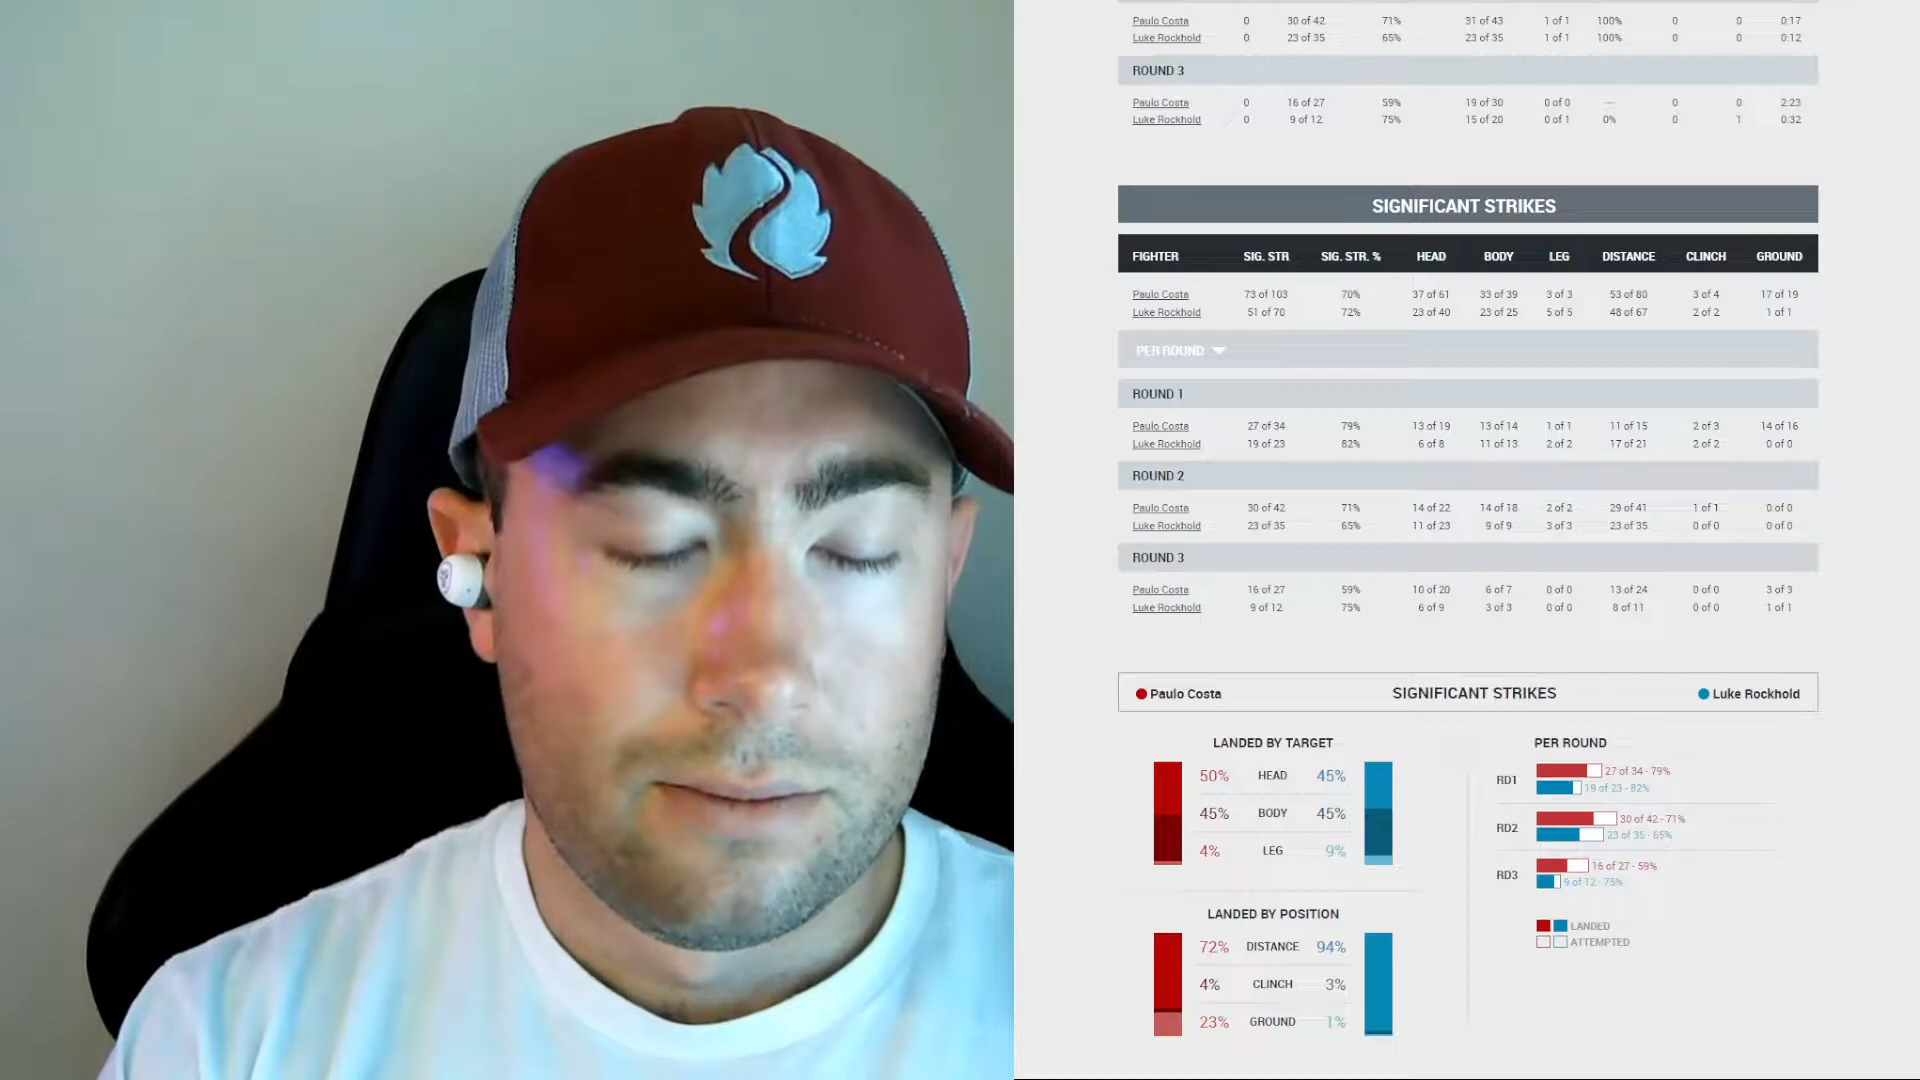 Paulo Costa 0 30 of 42 71% 31 of 43 1 of 1 100% 0 0 0:17
Luke Rockhold 0 23 of 35 65% 23 of 35 1 of 1 100% 0 0 0:12
ROUND 3
Paulo Costa 0 16 of 27 59% 19 of 30 0 of 0 --- 0 0 2:23
Luke Rockhold 0 9 of 12 75% 15 of 20 0 of 1 0% 0 1 0:32
SIGNIFICANT STRIKES
FIGHTER SIG. STR SIG. STR. % HEAD BODY LEG DISTANCE CLINCH GROUND
Paulo Costa 73 of 103 70% 37 of 61 33 of 39 3 of 3 53 of 80 3 of 4 17 of 19
Luke Rockhold 51 of 70 72% 23 of 40 23 of 25 5 of 5 48 of 67 2 of 2 1 of 1
PER ROUND
ROUND 1
Paulo Costa 27 of 34 79% 13 of 19 13 of 14 1 of 1 11 of 15 2 of 3 14 of 16
Luke Rockhold 19 of 23 82% 6 of 8 11 of 13 2 of 2 17 of 21 2 of 2 0 of 0
ROUND 2
Paulo Costa 30 of 42 71% 14 of 22 14 of 18 2 of 2 29 of 41 1 of 1 0 of 0
Luke Rockhold 23 of 35 65% 11 of 23 9 of 9 3 of 3 23 of 35 0 of 0 0 of 0
ROUND 3
Paulo Costa 16 of 27 59% 10 of 20 6 of 7 0 of 0 13 of 24 0 of 0 3 of 3
Luke Rockhold 9 of 12 75% 6 of 9 3 of 3 0 of 0 8 of 11 0 of 0 1 of 1
Paulo Costa SIGNIFICANT STRIKES Luke Rockhold
LANDED BY TARGET
50% HEAD 45%
45% BODY 45%
4% LEG 9%
LANDED BY POSITION
72% DISTANCE 94%
4% CLINCH 3%
23% GROUND 1%
PER ROUND
RD1 27 of 34 - 79%
19 of 23 - 82%
RD2 30 of 42 - 71%
23 of 35 - 65%
RD3 16 of 27 - 59%
9 of 12 - 75%
LANDED
ATTEMPTED